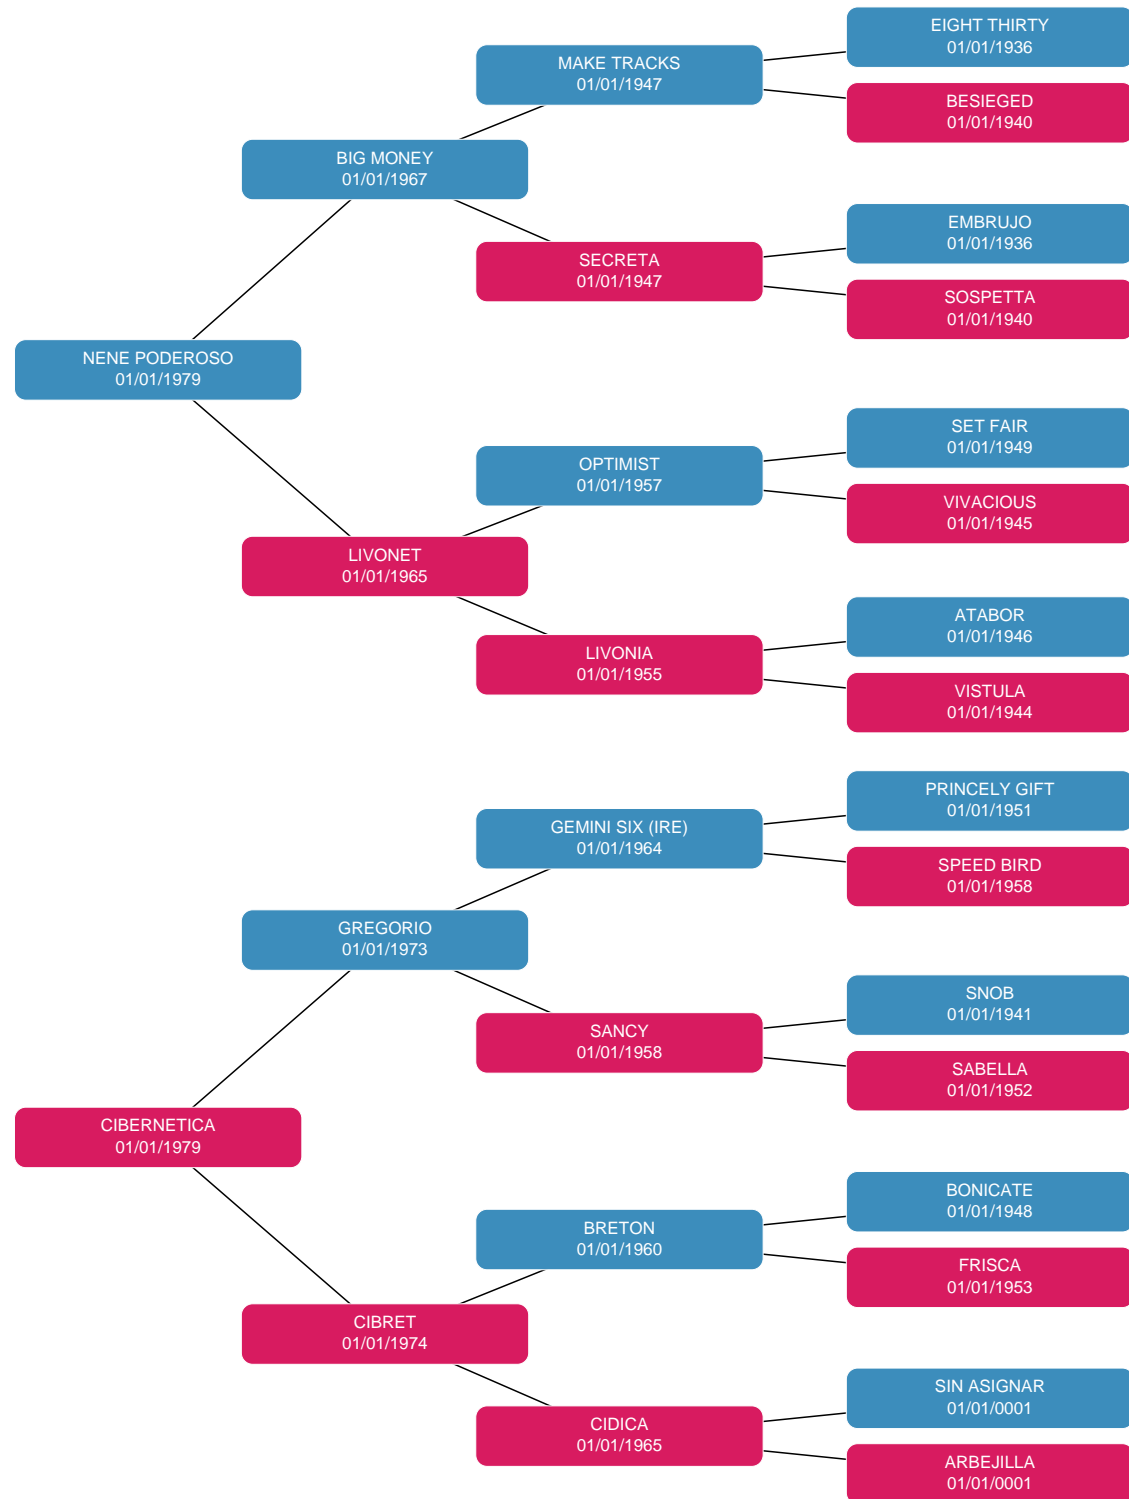 EIGHT THIRTY
01/01/1936
MAKE TRACKS
01/01/1947
BESIEGED
01/01/1940
BIG MONEY
01/01/1967
EMBRUJO
01/01/1936
SECRETA
01/01/1947
SOSPETTA
01/01/1940
NENE PODEROSO
01/01/1979
SET FAIR
01/01/1949
OPTIMIST
01/01/1957
VIVACIOUS
01/01/1945
LIVONET
01/01/1965
ATABOR
01/01/1946
LIVONIA
01/01/1955
VISTULA
01/01/1944
PRINCELY GIFT
01/01/1951
GEMINI SIX (IRE)
01/01/1964
SPEED BIRD
01/01/1958
GREGORIO
01/01/1973
SNOB
01/01/1941
SANCY
01/01/1958
SABELLA
01/01/1952
CIBERNETICA
01/01/1979
BONICATE
01/01/1948
BRETON
01/01/1960
FRISCA
01/01/1953
CIBRET
01/01/1974
SIN ASIGNAR
01/01/0001
CIDICA
01/01/1965
ARBEJILLA
01/01/0001